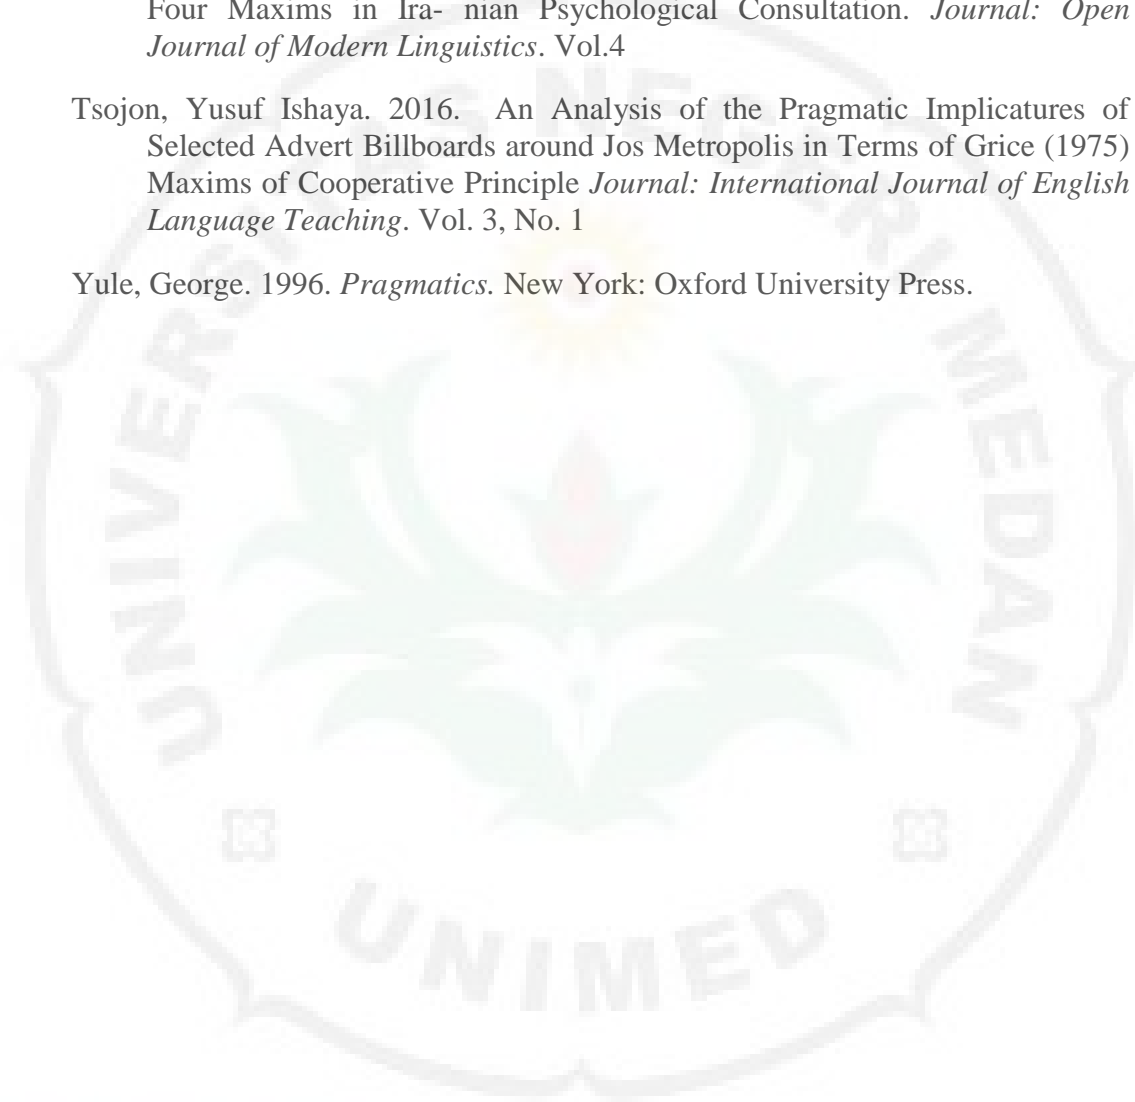 Four Maxims in Ira- nian Psychological Consultation. Journal: Open
Journal of Modern Linguistics. Vol.4
Tsojon, Yusuf Ishaya. 2016. An Analysis of the Pragmatic Implicatures of
Selected Advert Billboards around Jos Metropolis in Terms of Grice (1975)
Maxims of Cooperative Principle Journal: International Journal of English
Language Teaching. Vol. 3, No. 1
Yule, George. 1996. Pragmatics. New York: Oxford University Press.
UNIVERSITAS NEGERI MEDAN
UNIMED